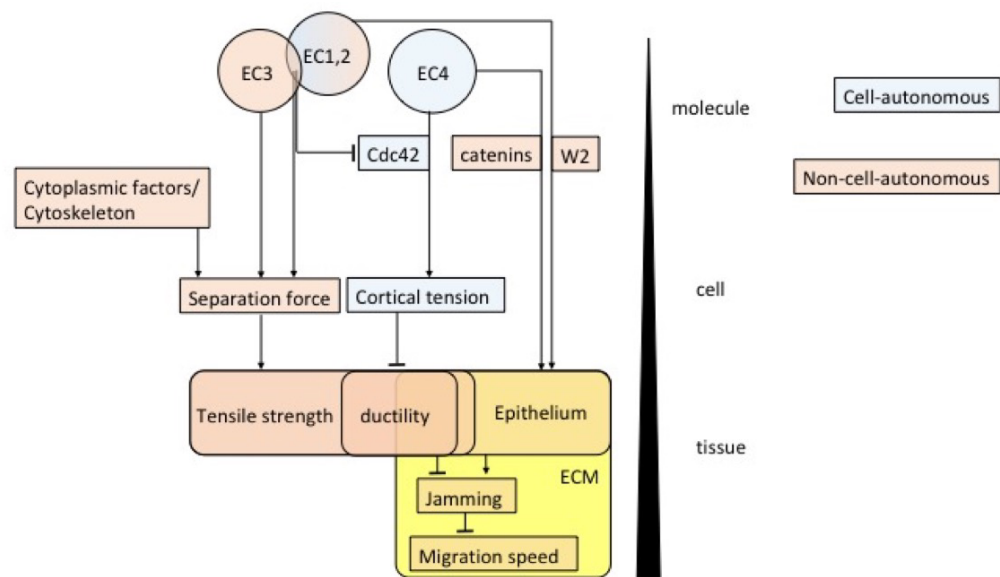 EC1,2
EC3
EC4
molecule
Cell-autonomous
Cdc42
catenins
W2
Non-cell-autonomous
Cytoplasmic factors/
Cytoskeleton
Separation force
Cortical tension
cell
Tensile strength
ductility
Epithelium
tissue
ECM
Jamming
Migration speed